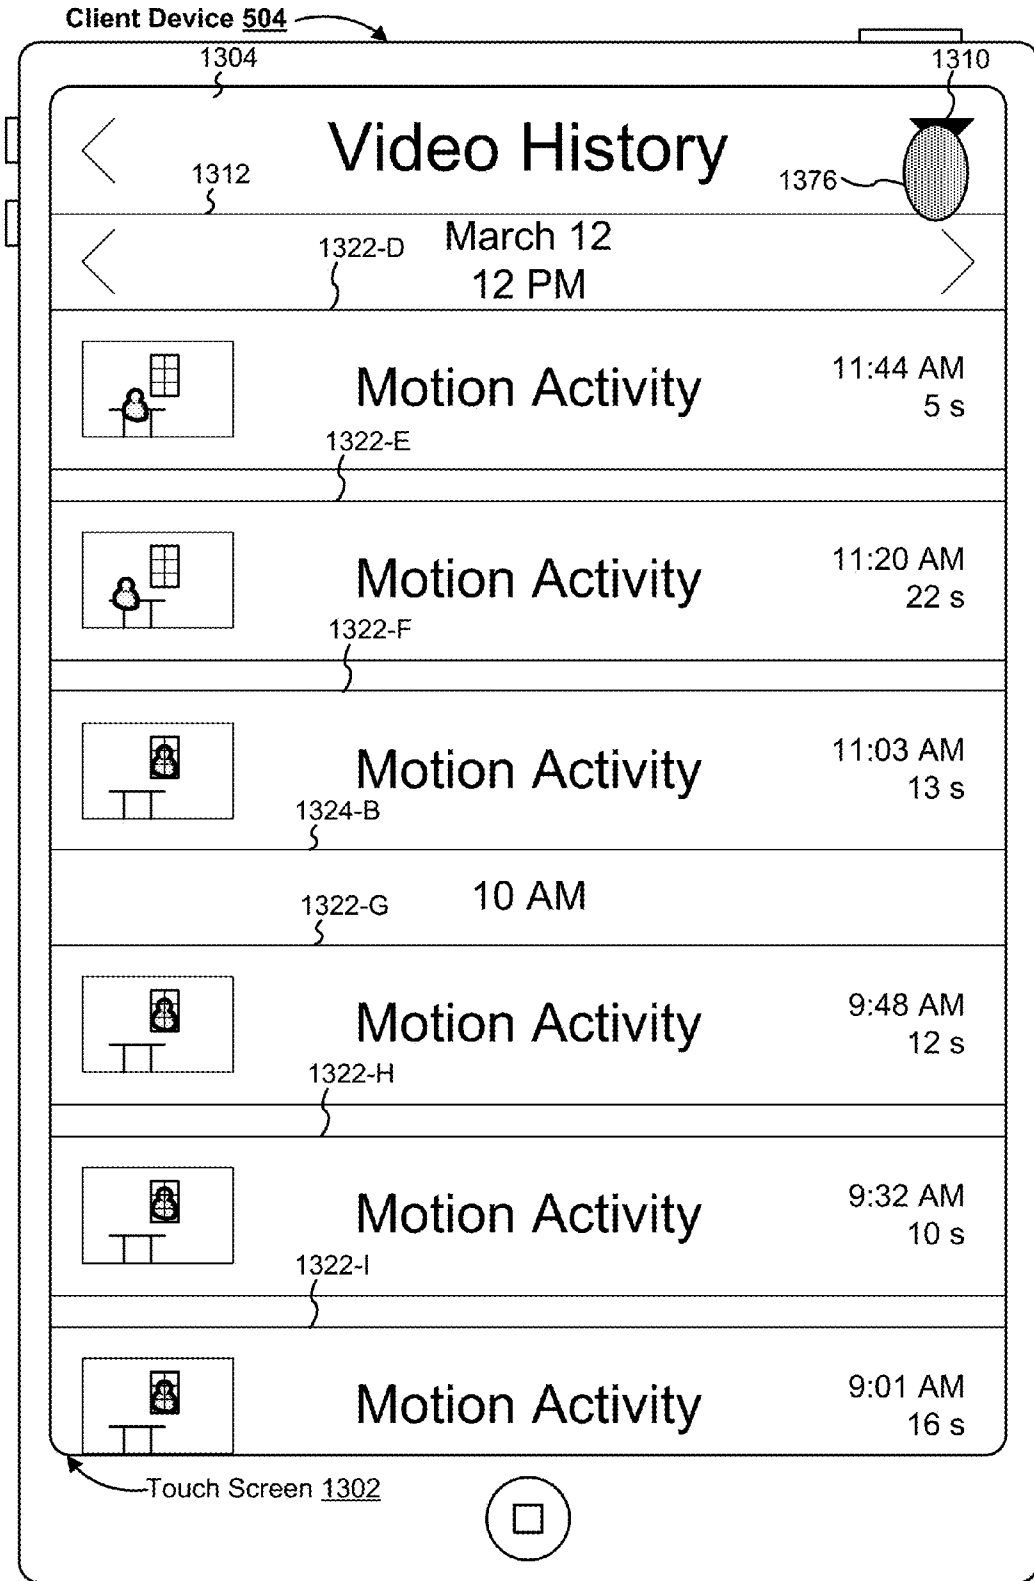 Client Device 504
1304
1310
Video History
1312
1376
March 12
1322-D
12 PM
Motion Activity
11:44 AM
5 s
1322-E
Motion Activity
11:20 AM
22 s
1322-F
Motion Activity
11:03 AM
13 s
1324-B
10 AM
1322-G
Motion Activity
9:48 AM
12 s
1322-H
Motion Activity
9:32 AM
10 s
1322-I
Motion Activity
9:01 AM
16 s
Touch Screen 1302